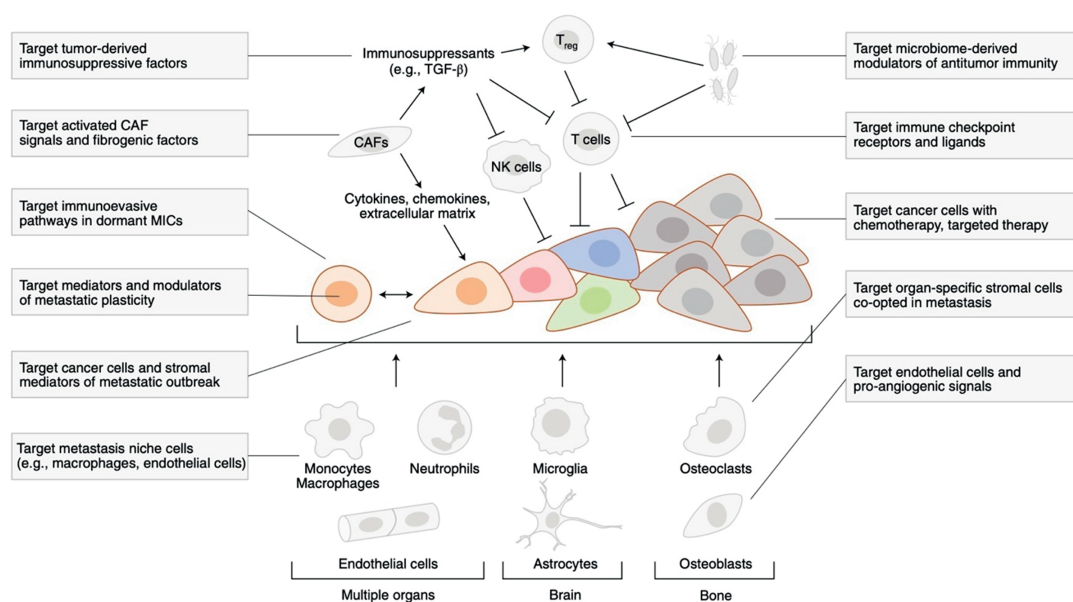 Target tumor-derived
immunosuppressive factors
Target activated CAF
signals and fibrogenic factors
Target immunoevasive
pathways in dormant MICs
Target mediators and modulators
of metastatic plasticity
Target cancer cells and stromal
mediators of metastatic outbreak
Target metastasis niche cells
(e.g., macrophages, endothelial cells)
Immunosuppressants
(e.g., TGF-β)
Treg
CAFs
NK cells
T cells
Cytokines, chemokines,
extracellular matrix
Target microbiome-derived
modulators of antitumor immunity
Target immune checkpoint
receptors and ligands
Target cancer cells with
chemotherapy, targeted therapy
Target organ-specific stromal cells
co-opted in metastasis
Target endothelial cells and
pro-angiogenic signals
Monocytes
Macrophages
Neutrophils
Microglia
Osteoclasts
Endothelial cells
Astrocytes
Osteoblasts
Multiple organs
Brain
Bone